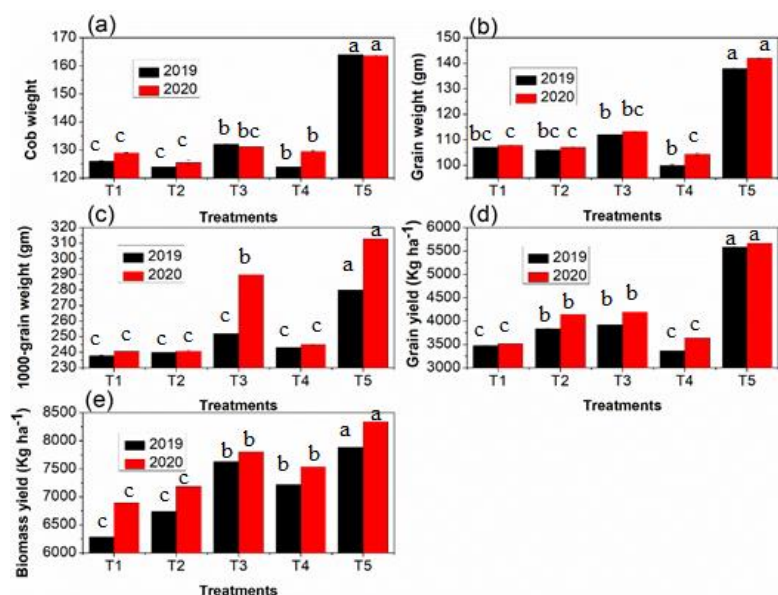 (a)
170
160
150
140
130
120
Cob wieght
2019
2020
c c c c b bc b b a a
T1 T2 T3 T4 T5
Treatments
(b)
150
140
130
120
110
100
Grain weight (gm)
2019
2020
bc c bc c b bc b c a a
T1 T2 T3 T4 T5
Treatments
(c)
320
310
300
290
280
270
260
250
240
230
1000-grain weight (gm)
2019
2020
c c c c c b c c a a
T1 T2 T3 T4 T5
Treatments
(d)
6000
5500
5000
4500
4000
3500
3000
Grain yield (Kg ha⁻¹)
2019
2020
c c b b b b c c a a
T1 T2 T3 T4 T5
Treatments
(e)
8500
8000
7500
7000
6500
6000
Biomass yield (Kg ha⁻¹)
2019
2020
c c c c b b b b a a
T1 T2 T3 T4 T5
Treatments